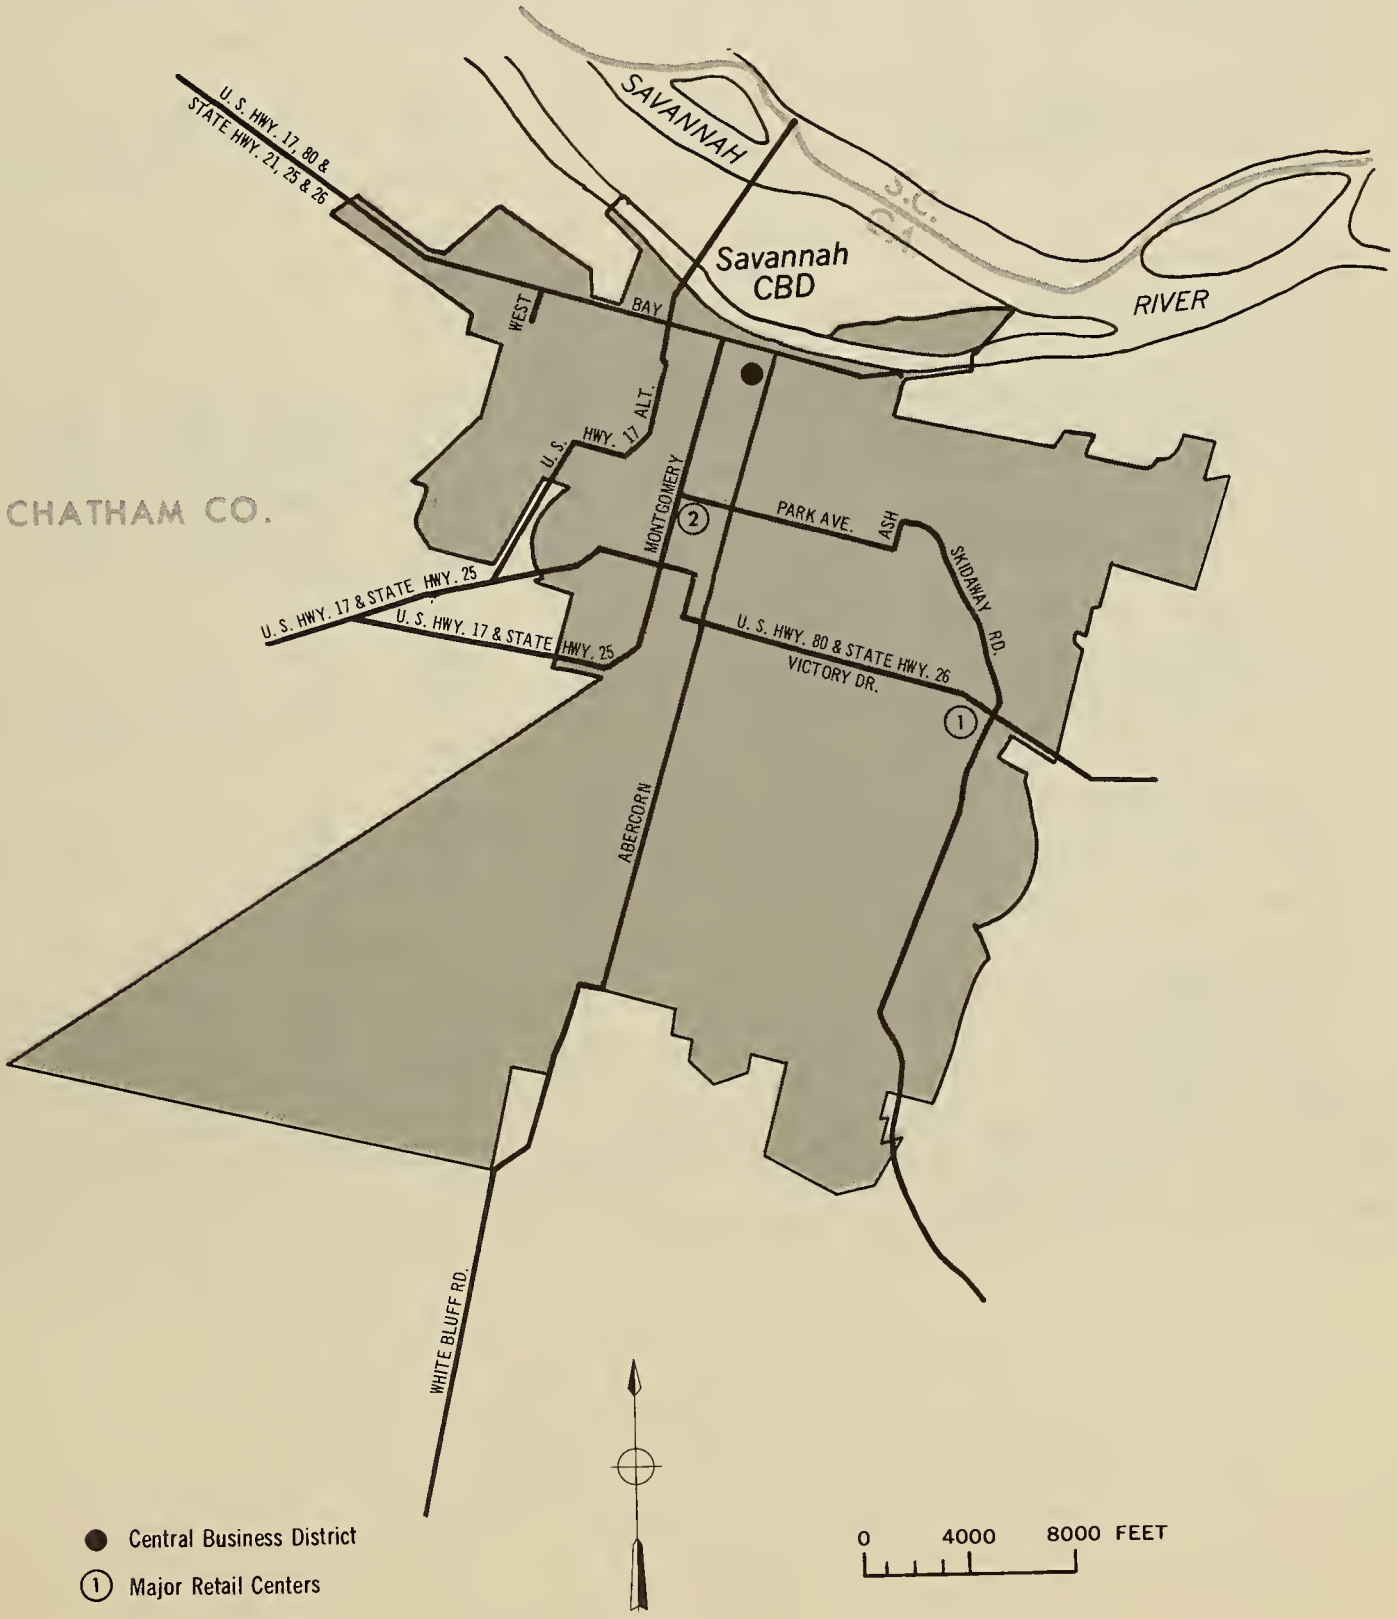 SAVANNAH
U. S. HWY. 17, 80 &
STATE HWY. 21, 25 & 26
S.C.
GA.
Savannah
CBD
RIVER
WEST
BAY
U. S. HWY. 17 ALT.
CHATHAM CO.
MONTGOMERY
2
PARK AVE.
ASH
SKIDAWAY RD.
U. S. HWY. 17 & STATE HWY. 25
U. S. HWY. 17 & STATE HWY. 25
U. S. HWY. 80 & STATE HWY. 26
VICTORY DR.
1
ABERCORN
WHITE BLUFF RD.
Central Business District
1 Major Retail Centers
0 4000 8000 FEET